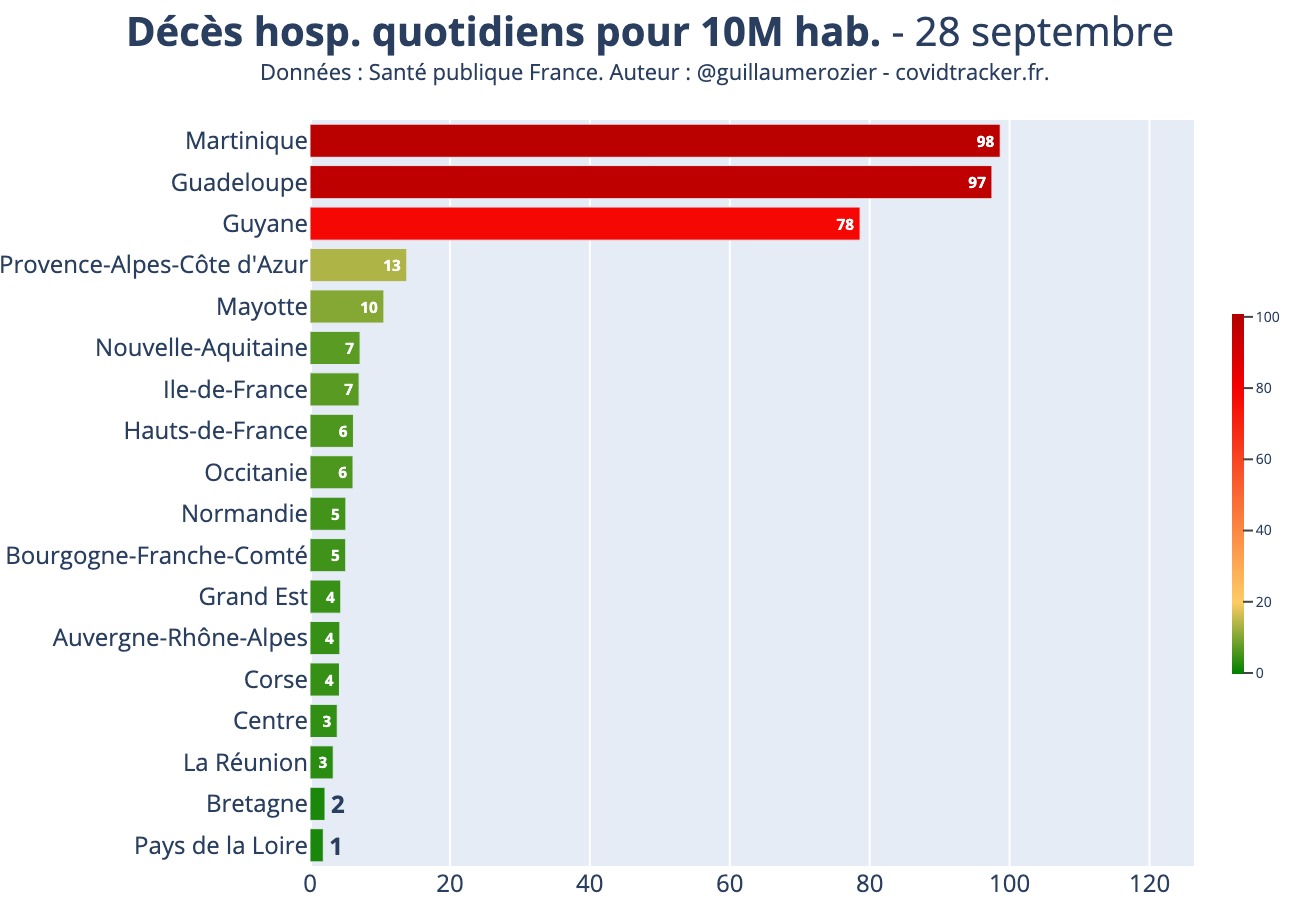 Décès hosp. quotidiens pour 10M hab. - 28 septembre
Données : Santé publique France. Auteur : @guillaumerozier - covidtracker.fr.
Martinique 98
Guadeloupe 97
Guyane 78
Provence-Alpes-Côte d'Azur 13
Mayotte 10
Nouvelle-Aquitaine 7
Ile-de-France 7
Hauts-de-France 6
Occitanie 6
Normandie 5
Bourgogne-Franche-Comté 5
Grand Est 4
Auvergne-Rhône-Alpes 4
Corse 4
Centre 3
La Réunion 3
Bretagne 2
Pays de la Loire 1
0 20 40 60 80 100 120
100
80
60
40
20
0